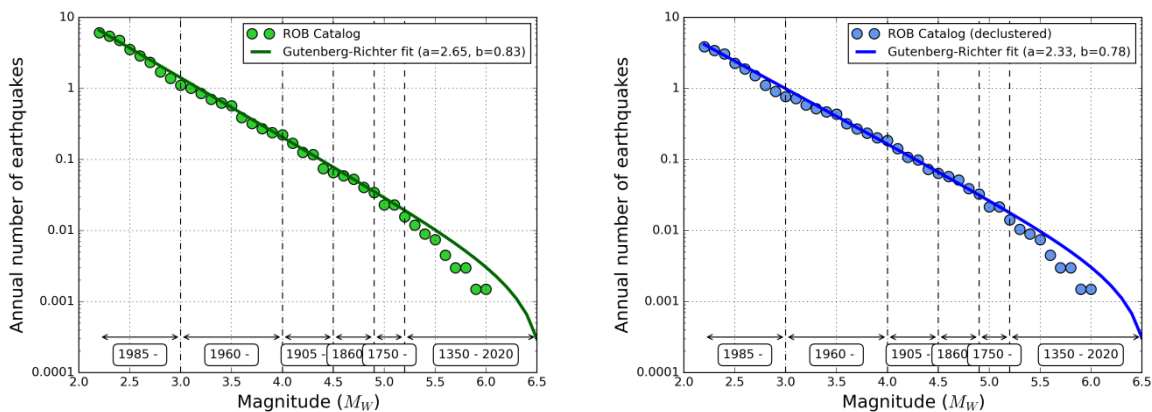 10
1
0.1
0.01
0.001
0.0001
Annual number of earthquakes
ROB Catalog
Gutenberg-Richter fit (a=2.65, b=0.83)
1985 -
1960 -
1905 -
1860
1750 -
1350 - 2020
2.0 2.5 3.0 3.5 4.0 4.5 5.0 5.5 6.0 6.5
Magnitude (M_W)
10
1
0.1
0.01
0.001
0.0001
Annual number of earthquakes
ROB Catalog (declustered)
Gutenberg-Richter fit (a=2.33, b=0.78)
1985 -
1960 -
1905 -
1860
1750 -
1350 - 2020
2.0 2.5 3.0 3.5 4.0 4.5 5.0 5.5 6.0 6.5
Magnitude (M_W)